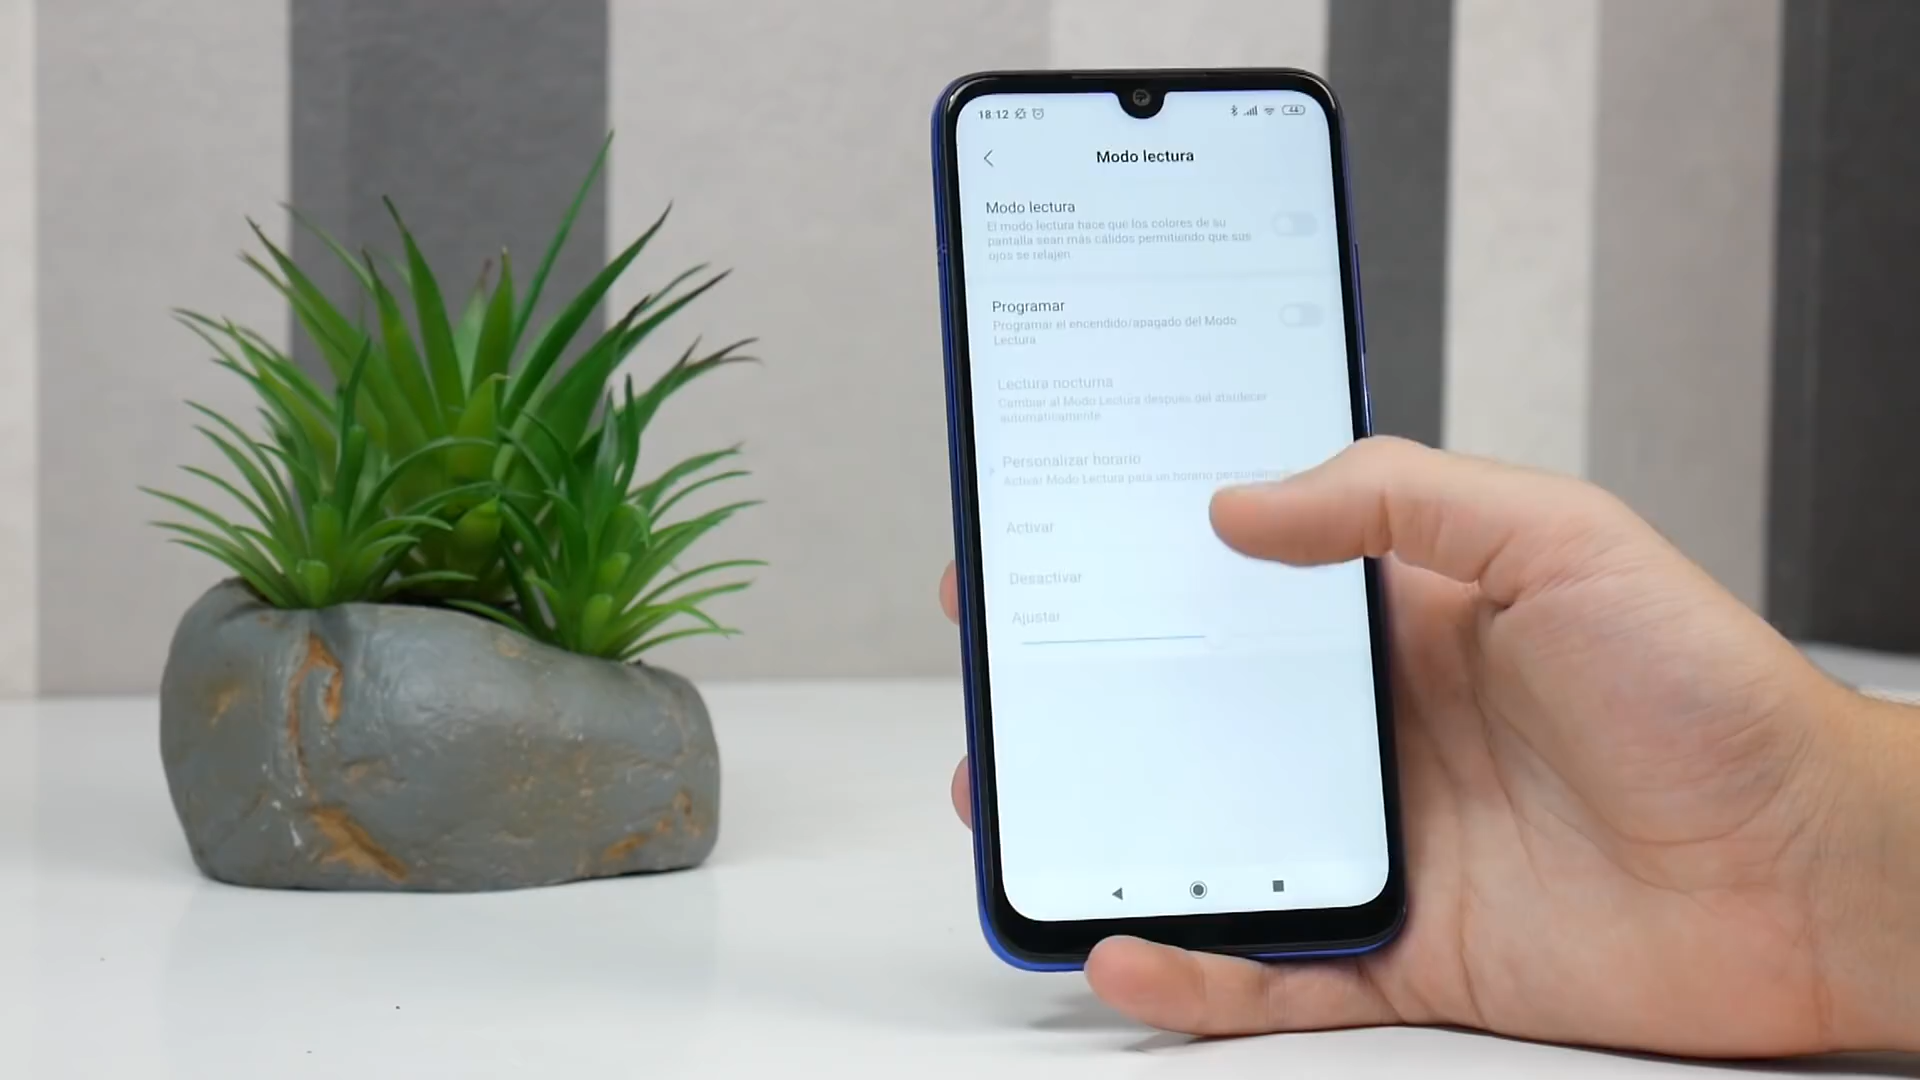 18:12
44
Modo lectura
Modo lectura
El modo lectura hace que los colores de su
pantalla sean más cálidos permitiendo que sus
ojos se relajen
Programar
Programar el encendido/apagado del Modo
Lectura
Lectura nocturna
Cambiar al Modo Lectura después del atardecer
automáticamente
Personalizar horario
Activar Modo Lectura para un horario
Activar
Desactivar
Ajustar